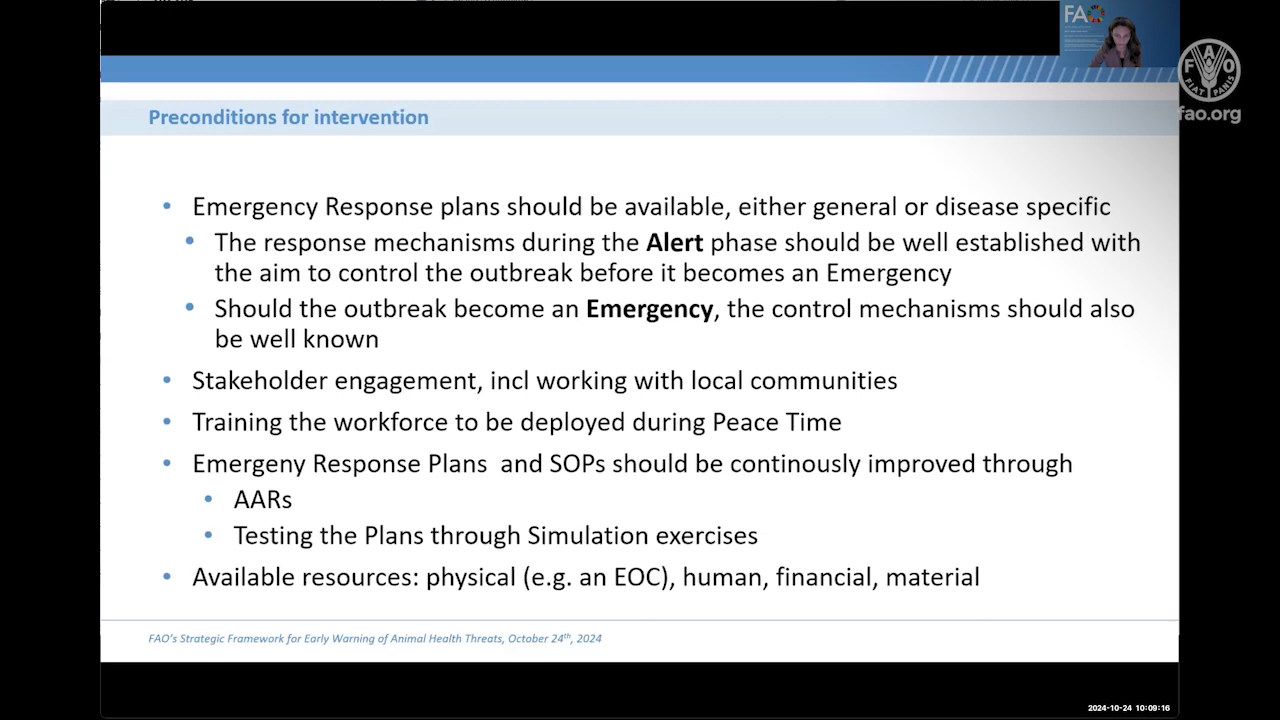 FAO
FAO
FIAT PANIS
fao.org
Preconditions for intervention
• Emergency Response plans should be available, either general or disease specific
• The response mechanisms during the Alert phase should be well established with
the aim to control the outbreak before it becomes an Emergency
• Should the outbreak become an Emergency, the control mechanisms should also
be well known
• Stakeholder engagement, incl working with local communities
• Training the workforce to be deployed during Peace Time
• Emergeny Response Plans and SOPs should be continously improved through
• AARs
• Testing the Plans through Simulation exercises
• Available resources: physical (e.g. an EOC), human, financial, material
FAO's Strategic Framework for Early Warning of Animal Health Threats, October 24th, 2024
2024-10-24 10:09:16